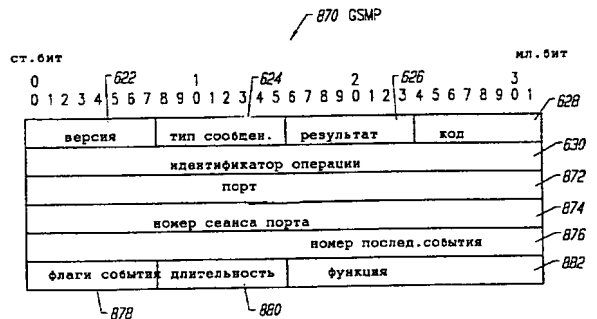 870 GSMP
ст.бит мл.бит
622 624 626
0 1 2 3
0 1 2 3 4 5 6 7 8 9 0 1 2 3 4 5 6 7 8 9 0 1 2 3 4 5 6 7 8 9 0 1
628
версия тип сообщен. результат код
идентификатор операции 630
порт 872
номер сеанса порта 874
номер послед.события 876
флаги события длительность функция 882
878 880